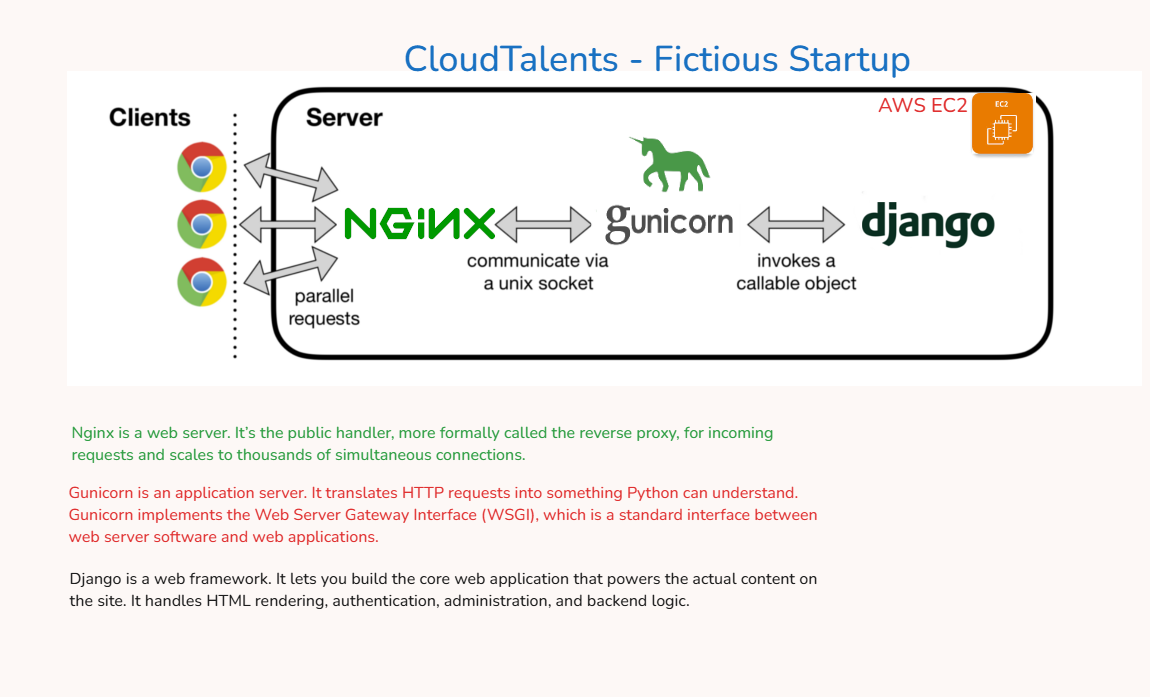 CloudTalents - Fictious Startup
AWS EC2
EC2
Clients
Server
NGiNX
gunicorn
django
communicate via
a unix socket
invokes a
callable object
parallel
requests
Nginx is a web server. It’s the public handler, more formally called the reverse proxy, for incoming
requests and scales to thousands of simultaneous connections.
Gunicorn is an application server. It translates HTTP requests into something Python can understand.
Gunicorn implements the Web Server Gateway Interface (WSGI), which is a standard interface between
web server software and web applications.
Django is a web framework. It lets you build the core web application that powers the actual content on
the site. It handles HTML rendering, authentication, administration, and backend logic.